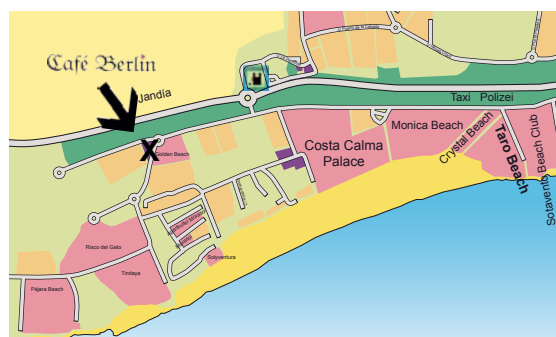 Café Berlin
Jandía
Taxi Polizei
X
Golden Beach
Costa Calma
Palace
Monica Beach
Crystal Beach
Taro Beach
Sotavento Beach Club
Risco del Gato
Solyventura
Tindaya
Pájara Beach